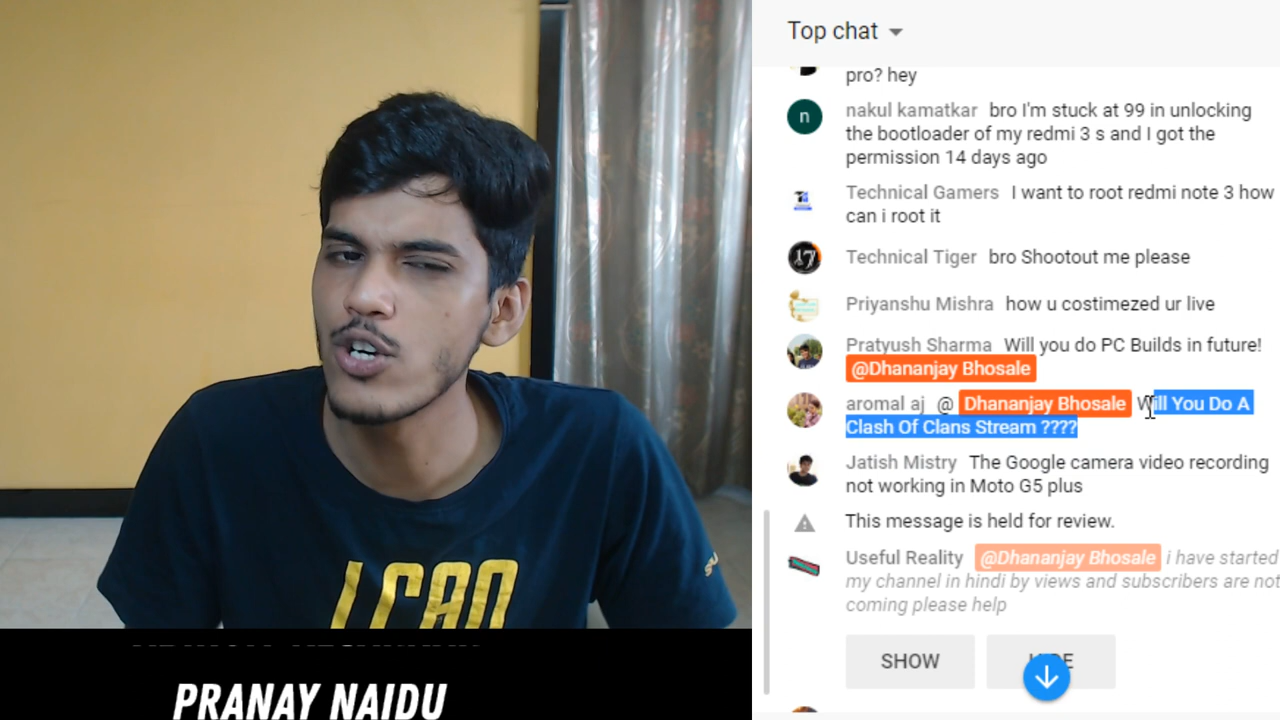 Top chat
pro? hey
nakul kamatkar bro I'm stuck at 99 in unlocking
the bootloader of my redmi 3 s and I got the
permission 14 days ago
Technical Gamers I want to root redmi note 3 how
can i root it
Technical Tiger bro Shootout me please
Priyanshu Mishra how u costimezed ur live
Pratyush Sharma Will you do PC Builds in future!
@Dhananjay Bhosale
aromal aj @ Dhananjay Bhosale Will You Do A
Clash Of Clans Stream ????
Jatish Mistry The Google camera video recording
not working in Moto G5 plus
This message is held for review.
Useful Reality @Dhananjay Bhosale i have started
my channel in hindi by views and subscribers are not
coming please help
SHOW
n
17
PRANAY NAIDU